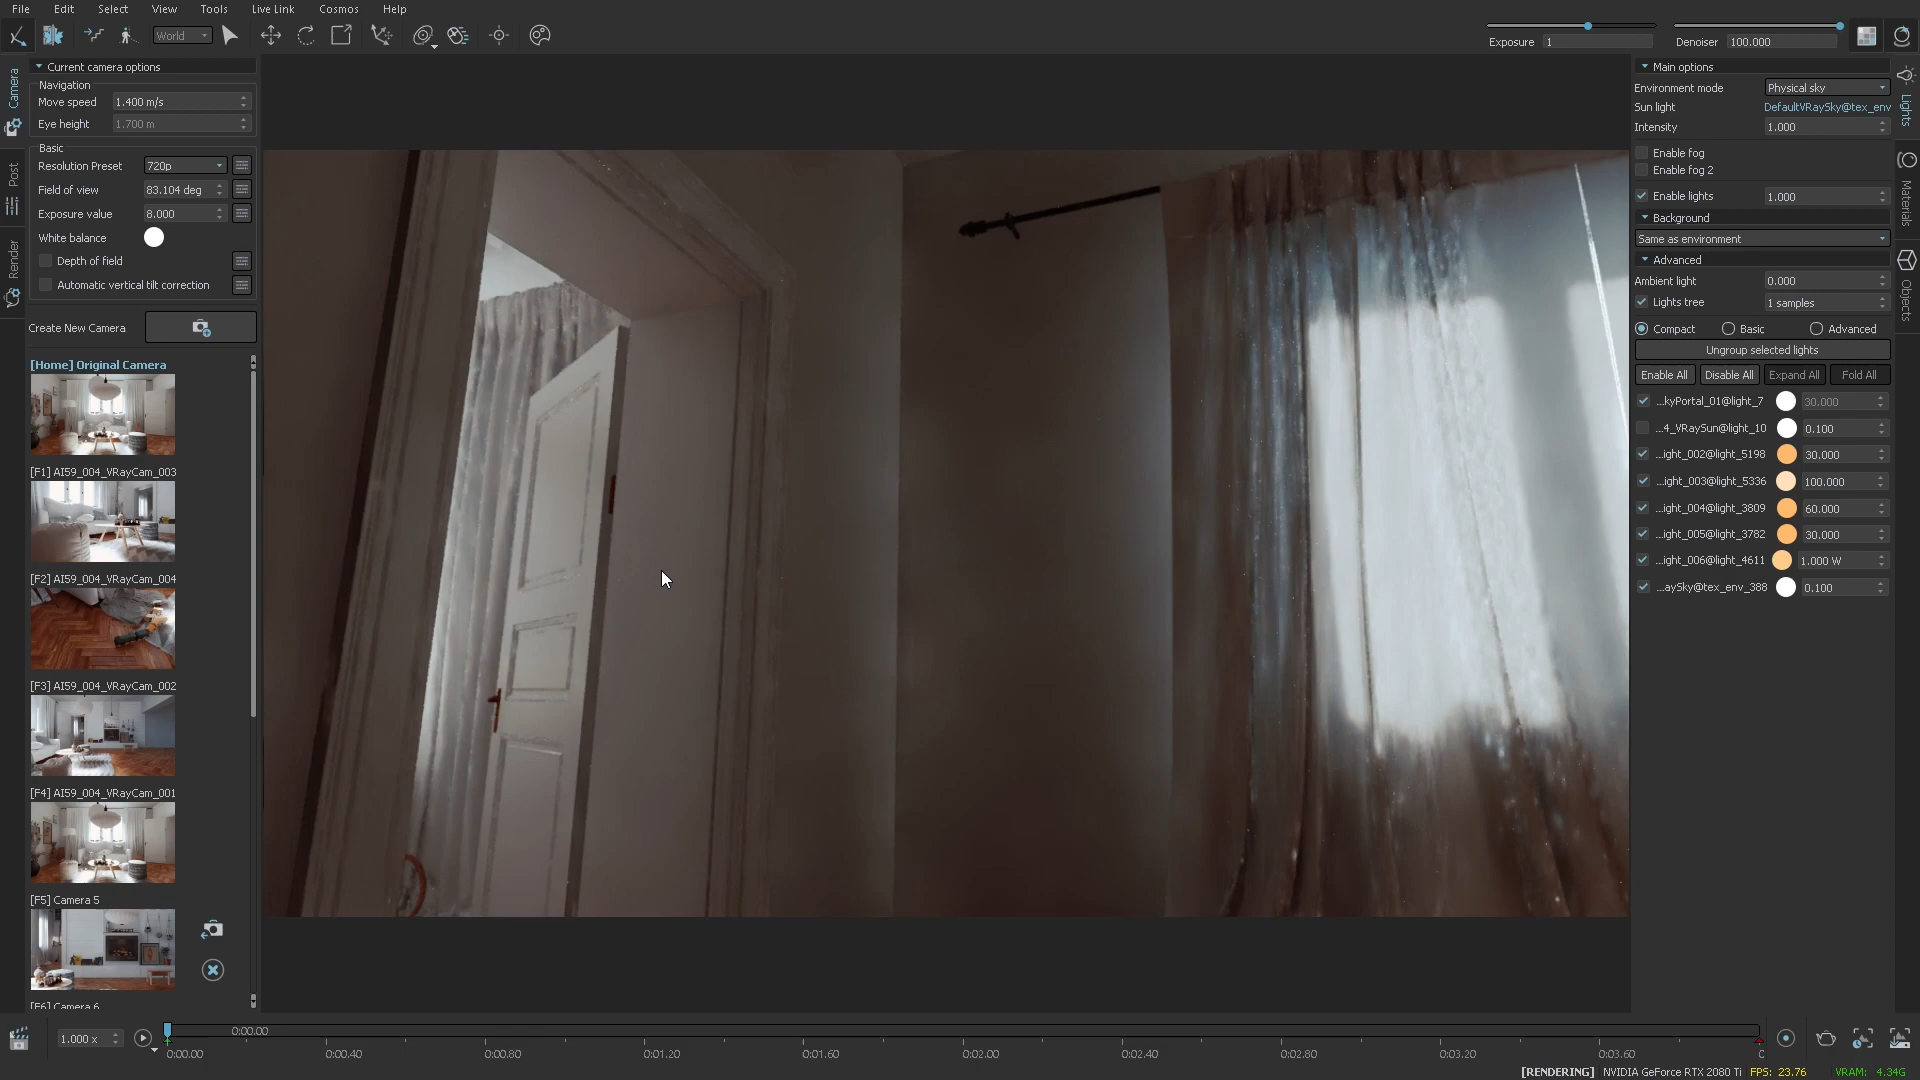 File Edit Select View Tools Live Link Cosmos Help
World
Exposure 1
Denoiser 100.000
Camera
Post
Render
Current camera options
Navigation
Move speed 1.400 m/s
Eye height 1.700 m
Basic
Resolution Preset 720p
Field of view 83.104 deg
Exposure value 8.000
White balance
Depth of field
Automatic vertical tilt correction
Create New Camera
[Home] Original Camera
[F1] AI59_004_VRayCam_003
[F2] AI59_004_VRayCam_004
[F3] AI59_004_VRayCam_002
[F4] AI59_004_VRayCam_001
[F5] Camera 5
[F6] Camera 6
Main options
Environment mode Physical sky
Sun light DefaultVRaySky@tex_env
Intensity 1.000
Enable fog
Enable fog 2
Enable lights 1.000
Background
Same as environment
Advanced
Ambient light 0.000
Lights tree 1 samples
Compact Basic Advanced
Ungroup selected lights
Enable All Disable All Expand All Fold All
...kyPortal_01@light_7 30.000
...4_VRaySun@light_10 0.100
...ight_002@light_5198 30.000
...ight_003@light_5336 100.000
...ight_004@light_3809 60.000
...ight_005@light_3782 30.000
...ight_006@light_4611 1.000 W
...aySky@tex_env_388 0.100
Lights
Materials
Objects
1.000 x
0:00.00
0:00.00 0:00.40 0:00.80 0:01.20 0:01.60 0:02.00 0:02.40 0:02.80 0:03.20 0:03.60
[RENDERING] NVIDIA GeForce RTX 2080 Ti FPS: 23.76 VRAM: 4.34G